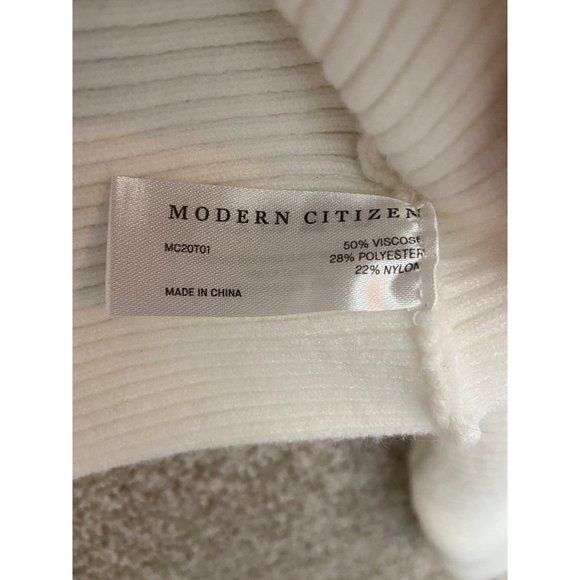 MODERN CITIZEN
MC20T01
50% VISCOSE
28% POLYESTER
22% NYLON
MADE IN CHINA